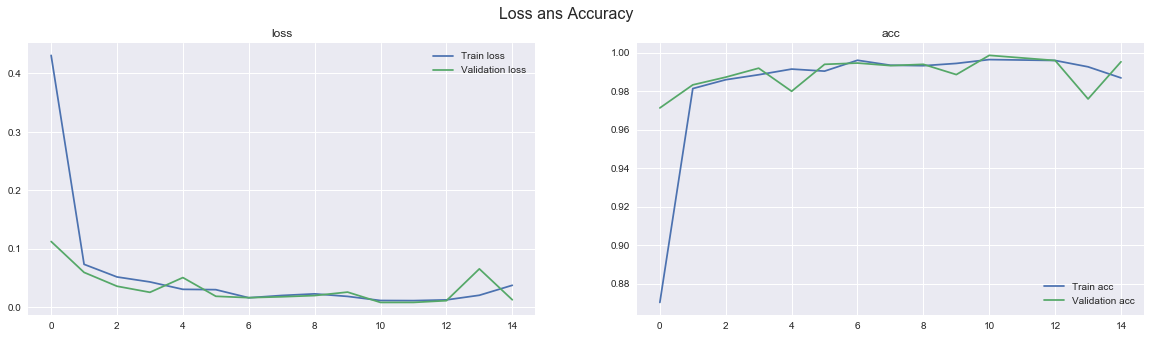 Loss ans Accuracy
loss
Train loss
Validation loss
0.4
0.3
0.2
0.1
0.0
0 2 4 6 8 10 12 14
acc
1.00
0.98
0.96
0.94
0.92
0.90
0.88
Train acc
Validation acc
0 2 4 6 8 10 12 14